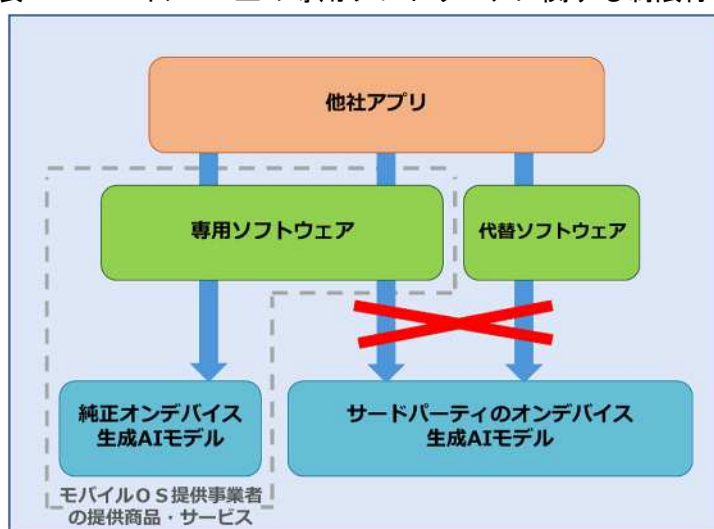 他社アプリ
専用ソフトウェア
代替ソフトウェア
純正オンデバイス
生成AIモデル
サードパーティのオンデバイス
生成AIモデル
モバイルOS提供事業者
の提供商品・サービス